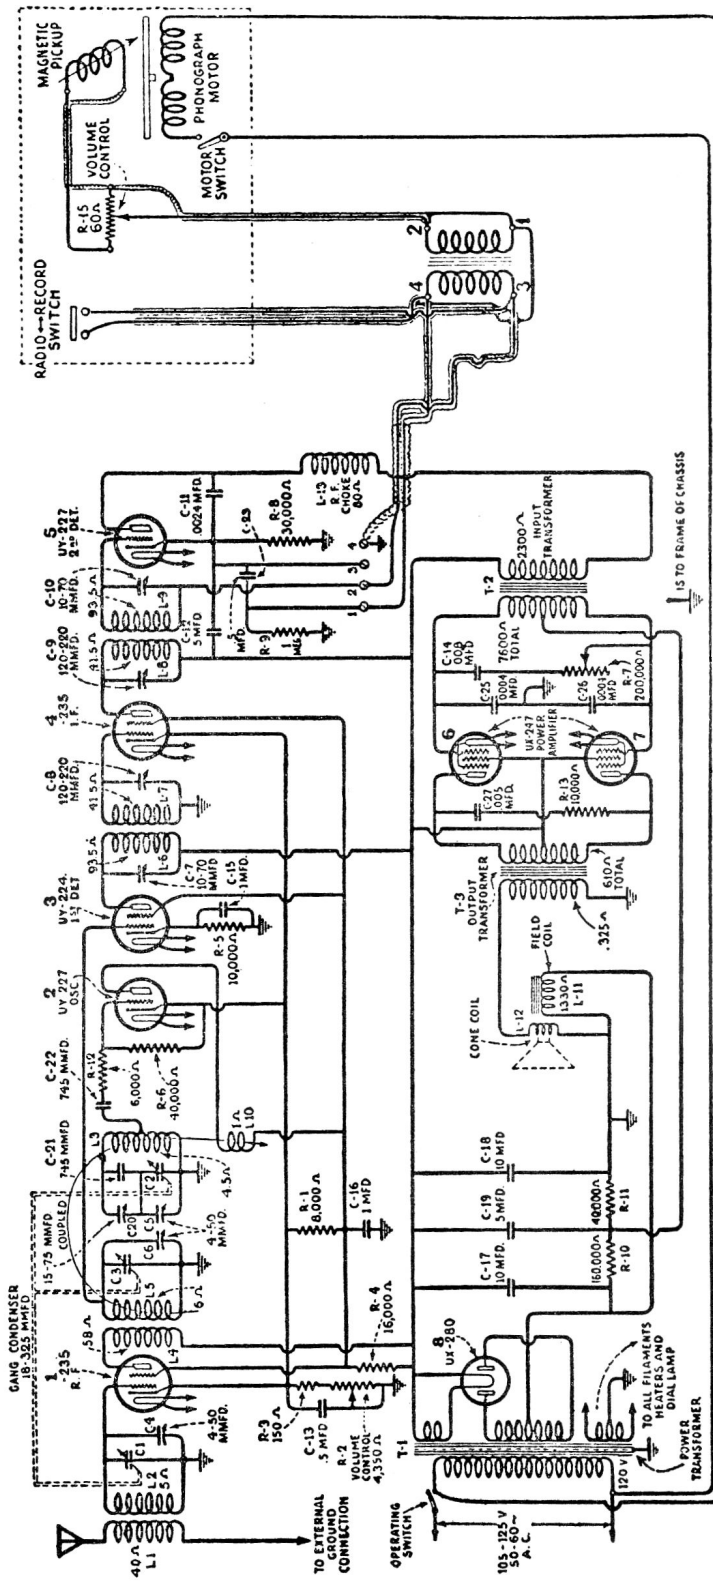 GANG CONDENSER
18-325 MMFD
40Ω
L1
L2
5Ω
C1
C4
4-50
MMFD.
1
-235
R. F.
.58Ω
L4
L5
6Ω
C3
C6
C5
4-50
MMFD.
15-75 MMFD
C20
COUPLED
C-21
745 MMFD
C2
L3
4.5Ω
1Ω
L10
C-22
745 MMFD.
R-12
6,000Ω
R-6
40,000Ω
2
UY 227
OSC.
3
UY-224.
1ST DET
R-5
10,000Ω
C-15
.1 MFD.
93.5Ω
L-6
C-7
10-70
MMFD
C-8
120-220
MMFD.
41.5Ω
L-7
4
-235
I. F.
C-9
120-220
MMFD.
41.5Ω
L-8
C-10
10-70
MMFD.
93.5Ω
L-9
5
UY-227
2ND DET.
C-11
.0024 MFD.
C-12
.5 MFD
C-23
.5
MFD.
R-9
1
MEG
R-8
30,000Ω
L-13
R. F.
CHOKE
80Ω
1
2
3
4
RADIO↔RECORD
SWITCH
R-15
60Ω
VOLUME
CONTROL
MAGNETIC
PICKUP
PHONOGRAPH
MOTOR
MOTOR
SWITCH
2
1
4
3
TO EXTERNAL
GROUND
CONNECTION
R-3
150Ω
C-13
.5 MFD
R-2
VOLUME
CONTROL
4,350Ω
R-4
16,000Ω
R-1
8,000Ω
C-16
1 MFD
OPERATING
SWITCH
105-125 V
50-60~
A.C.
120 V
T-1
POWER
TRANSFORMER
TO ALL FILAMENTS
HEATERS AND
DIAL LAMP
8
UX-280
C-17
10 MFD.
C-19
5 MFD.
C-18
10 MFD
160,000Ω
R-10
40,000Ω
R-11
CONE COIL
L-12
FIELD
COIL
1330Ω
L-11
T-3
OUTPUT
TRANSFORMER
.325Ω
610Ω
TOTAL
C-27
.005
MFD.
R-13
10,000Ω
6
UX-247
POWER
AMPLIFIER
7
C-25
.0004
MFD.
C-26
.0004
MFD.
C-14
MFD
R-7
200,000Ω
7600Ω
TOTAL
T-2
2300Ω
INPUT
TRANSFORMER
IS TO FRAME OF CHASSIS